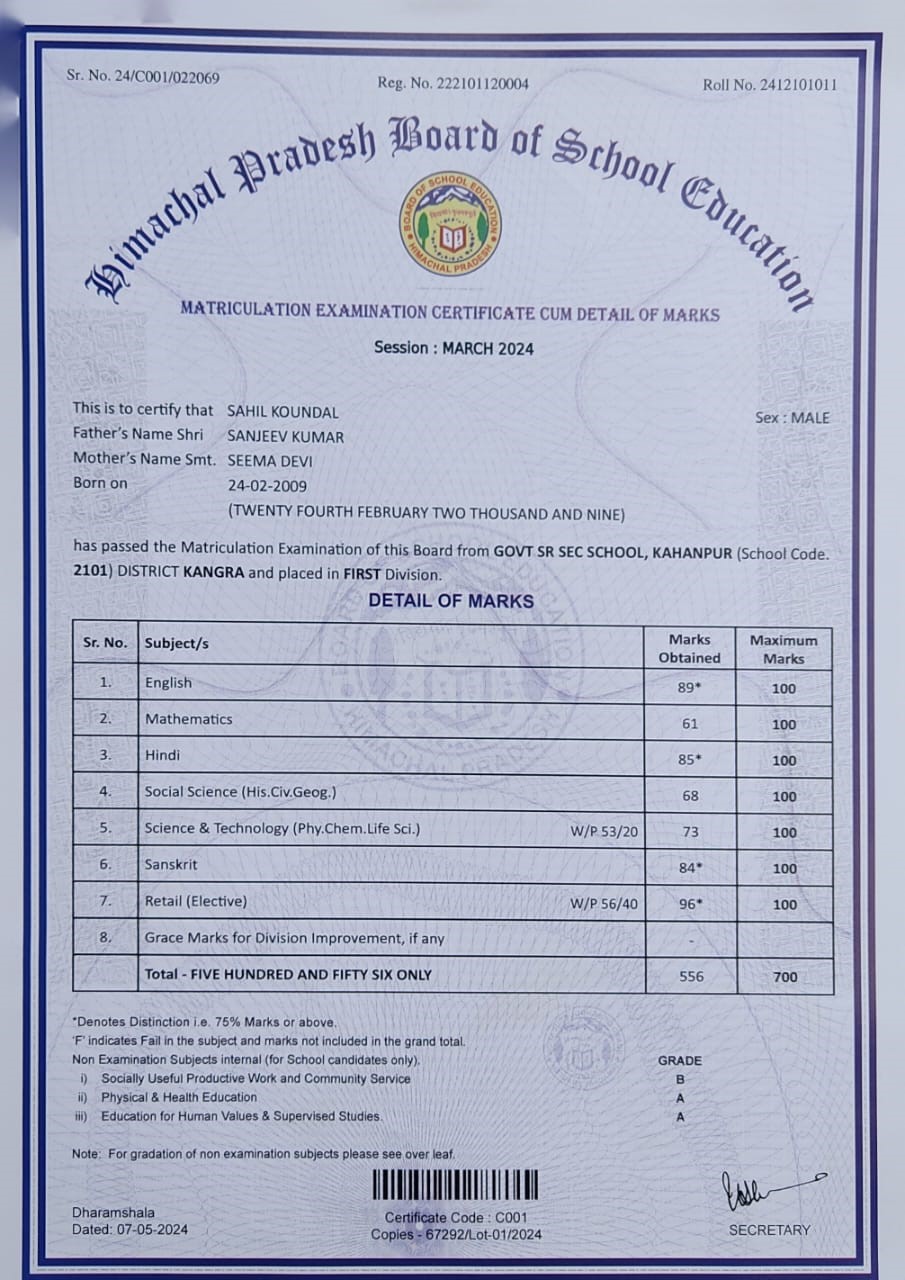 Sr. No. 24/C001/022069 Reg. No. 222101120004 Roll No. 2412101011
Himachal Pradesh Board of School Education
BOARD OF SCHOOL EDUCATION
HIMACHAL PRADESH
MATRICULATION EXAMINATION CERTIFICATE CUM DETAIL OF MARKS
Session : MARCH 2024
This is to certify that SAHIL KOUNDAL Sex : MALE
Father's Name Shri SANJEEV KUMAR
Mother's Name Smt. SEEMA DEVI
Born on 24-02-2009
(TWENTY FOURTH FEBRUARY TWO THOUSAND AND NINE)
has passed the Matriculation Examination of this Board from GOVT SR SEC SCHOOL, KAHANPUR (School Code.
2101) DISTRICT KANGRA and placed in FIRST Division.
DETAIL OF MARKS
Sr. No. Subject/s Marks Obtained Maximum Marks
1. English 89* 100
2. Mathematics 61 100
3. Hindi 85* 100
4. Social Science (His.Civ.Geog.) 68 100
5. Science & Technology (Phy.Chem.Life Sci.) W/P 53/20 73 100
6. Sanskrit 84* 100
7. Retail (Elective) W/P 56/40 96* 100
8. Grace Marks for Division Improvement, if any -
Total - FIVE HUNDRED AND FIFTY SIX ONLY 556 700
*Denotes Distinction i.e. 75% Marks or above.
'F' indicates Fail in the subject and marks not included in the grand total.
Non Examination Subjects internal (for School candidates only). GRADE
i) Socially Useful Productive Work and Community Service B
ii) Physical & Health Education A
iii) Education for Human Values & Supervised Studies. A
Note: For gradation of non examination subjects please see over leaf.
Dharamshala
Dated: 07-05-2024
Certificate Code : C001
Copies - 67292/Lot-01/2024
SECRETARY